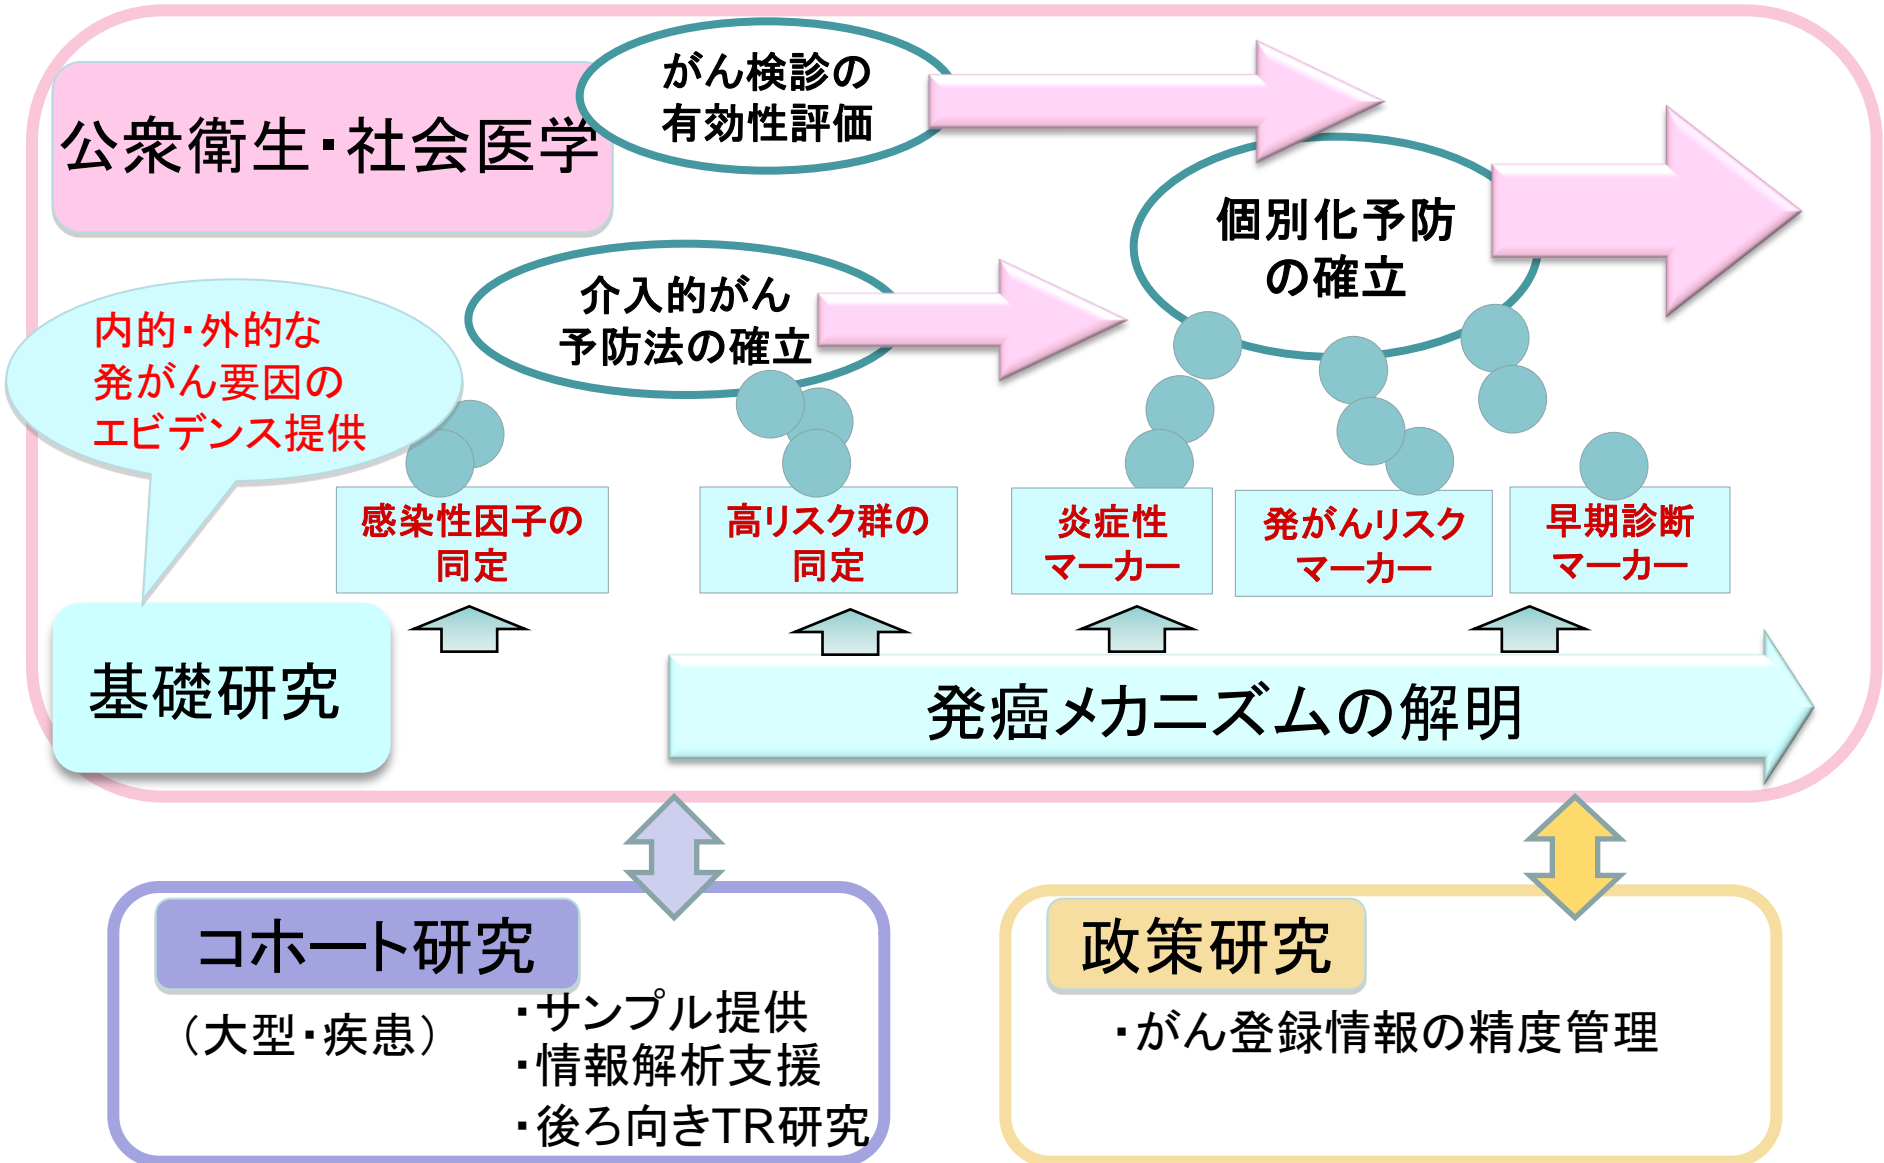 がん検診の
有効性評価
公衆衛生・社会医学
個別化予防
の確立
介入的がん
予防法の確立
内的・外的な
発がん要因の
エビデンス提供
感染性因子の
同定
高リスク群の
同定
炎症性
マーカー
発がんリスク
マーカー
早期診断
マーカー
基礎研究
発癌メカニズムの解明
コホート研究
（大型・疾患）
・サンプル提供
・情報解析支援
・後ろ向きTR研究
政策研究
・がん登録情報の精度管理